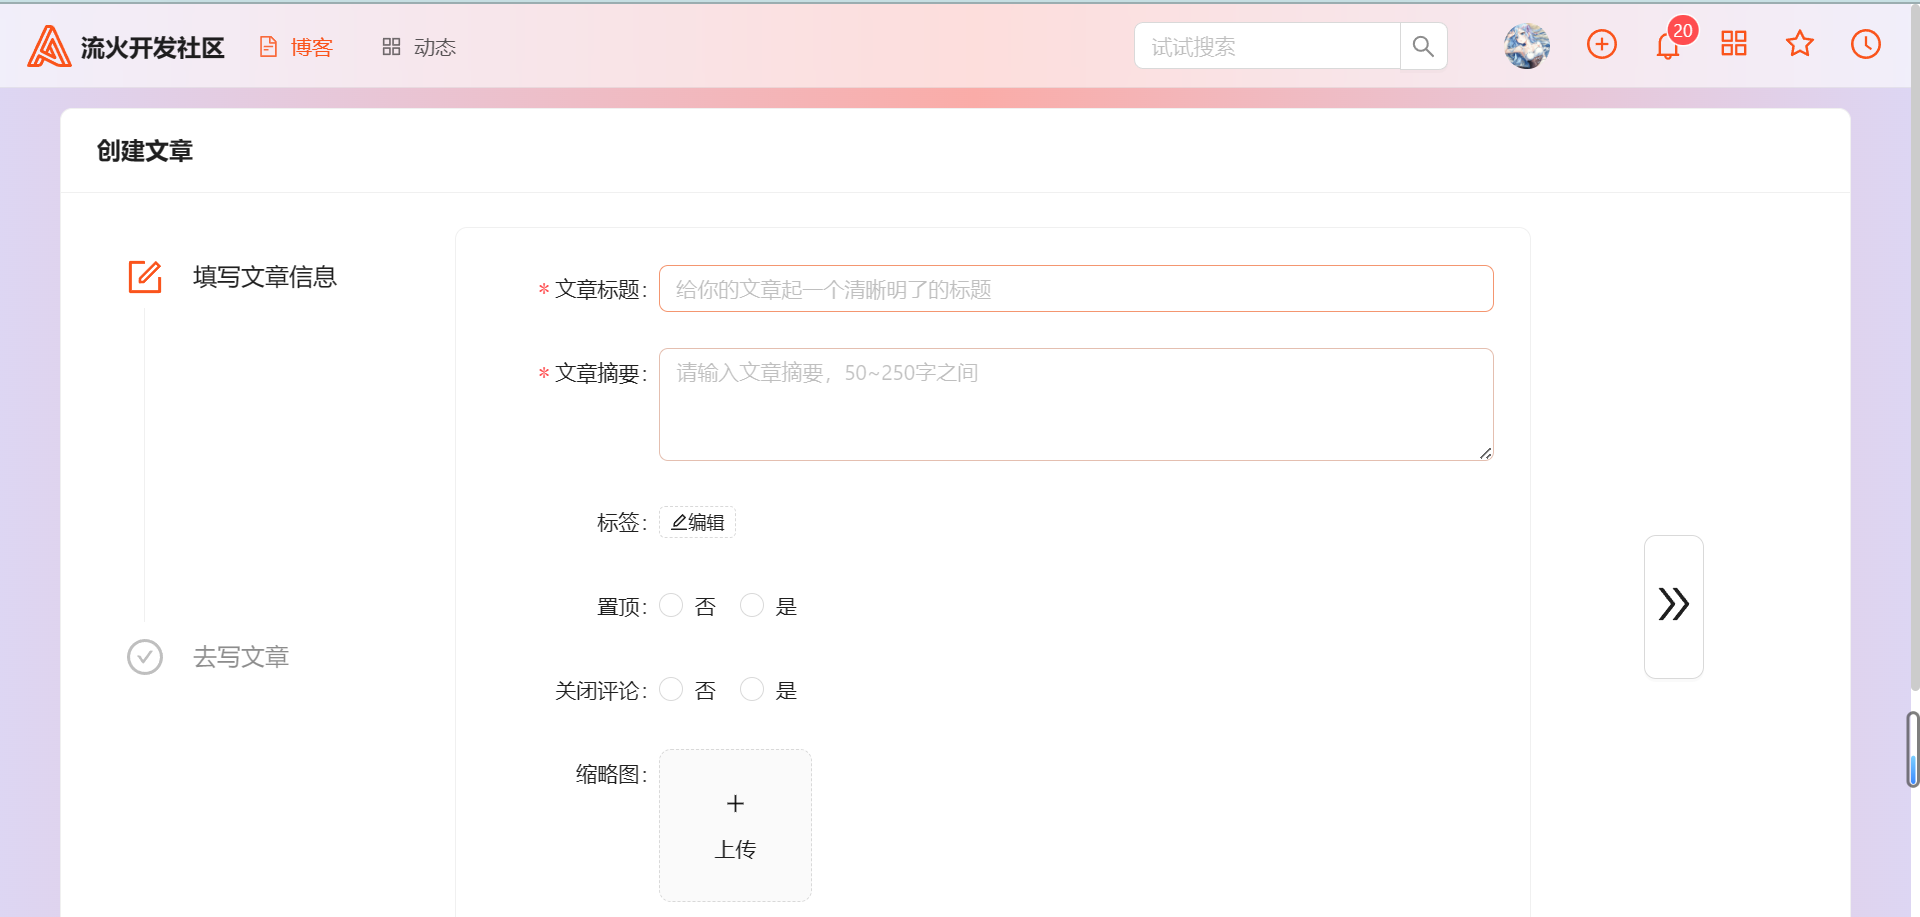 流火开发社区 博客 动态 试试搜索 20
创建文章
填写文章信息
* 文章标题: 给你的文章起一个清晰明了的标题
* 文章摘要: 请输入文章摘要，50~250字之间
标签: 编辑
置顶: 否 是
去写文章
关闭评论: 否 是
缩略图:
上传